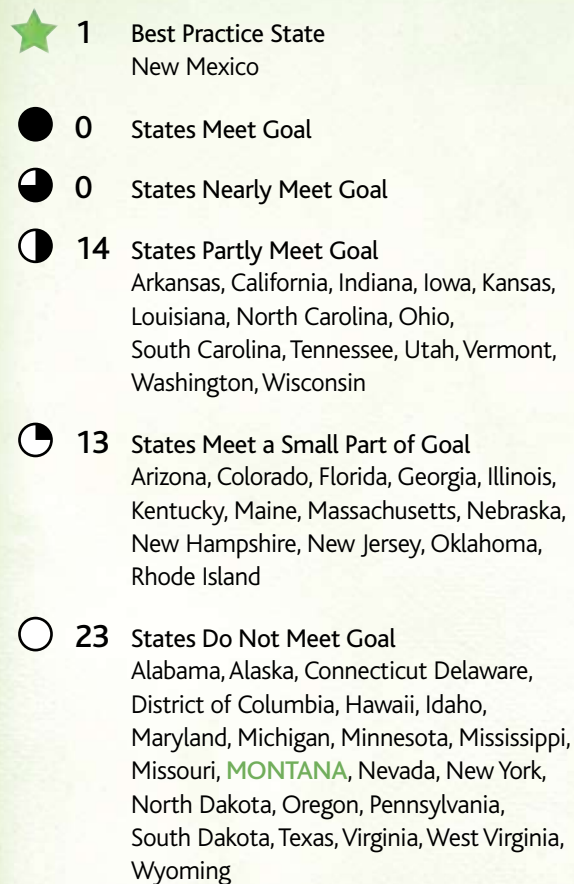 1 Best Practice State
New Mexico
0 States Meet Goal
0 States Nearly Meet Goal
14 States Partly Meet Goal
Arkansas, California, Indiana, Iowa, Kansas,
Louisiana, North Carolina, Ohio,
South Carolina, Tennessee, Utah, Vermont,
Washington, Wisconsin
13 States Meet a Small Part of Goal
Arizona, Colorado, Florida, Georgia, Illinois,
Kentucky, Maine, Massachusetts, Nebraska,
New Hampshire, New Jersey, Oklahoma,
Rhode Island
23 States Do Not Meet Goal
Alabama, Alaska, Connecticut Delaware,
District of Columbia, Hawaii, Idaho,
Maryland, Michigan, Minnesota, Mississippi,
Missouri, MONTANA, Nevada, New York,
North Dakota, Oregon, Pennsylvania,
South Dakota, Texas, Virginia, West Virginia,
Wyoming